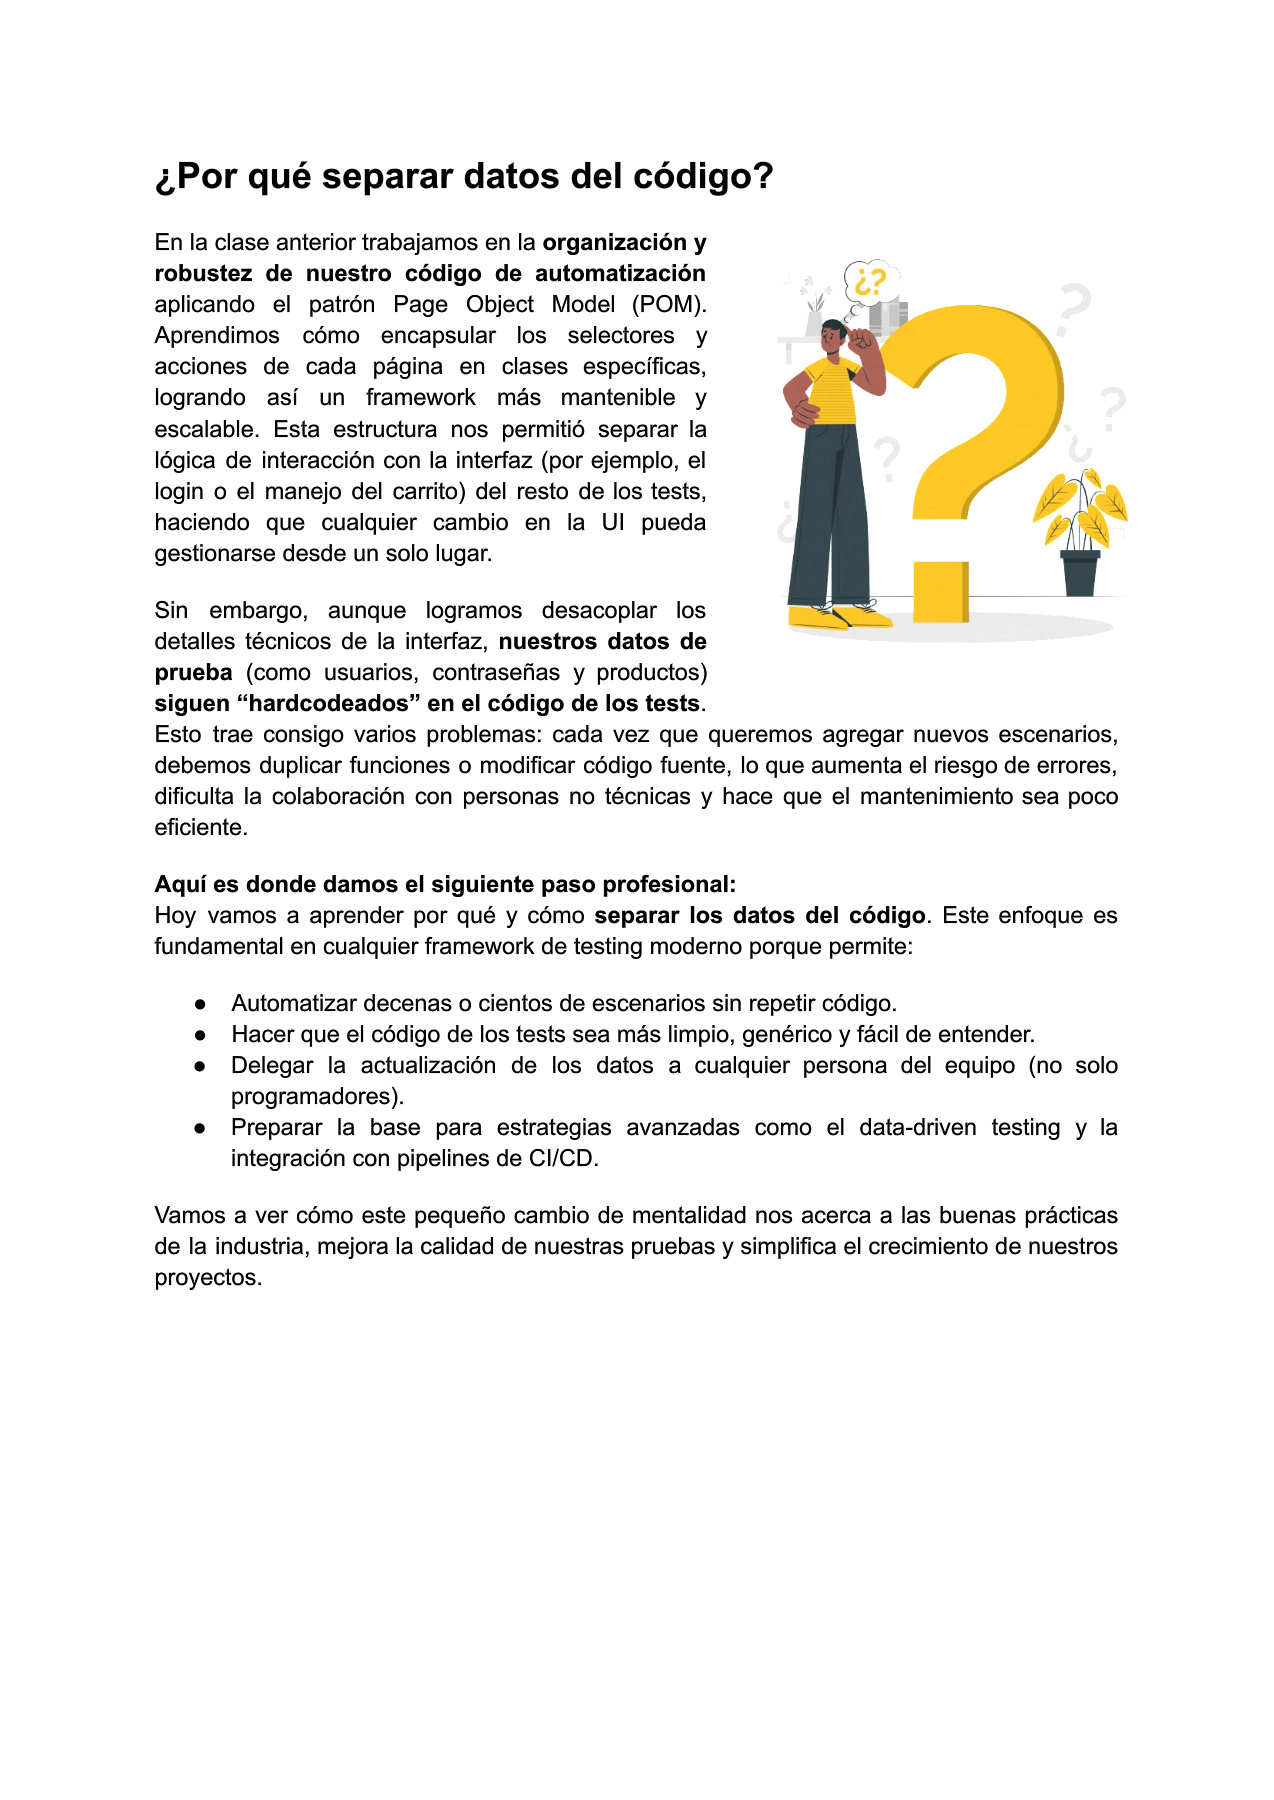 ¿Por qué separar datos del código?
En la clase anterior trabajamos en la organización y
robustez de nuestro código de automatización
aplicando el patrón Page Object Model (POM).
Aprendimos cómo encapsular los selectores y
acciones de cada página en clases específicas,
logrando así un framework más mantenible y
escalable. Esta estructura nos permitió separar la
lógica de interacción con la interfaz (por ejemplo, el
login o el manejo del carrito) del resto de los tests,
haciendo que cualquier cambio en la UI pueda
gestionarse desde un solo lugar.
¿?
Sin embargo, aunque logramos desacoplar los
detalles técnicos de la interfaz, nuestros datos de
prueba (como usuarios, contraseñas y productos)
siguen “hardcodeados” en el código de los tests.
Esto trae consigo varios problemas: cada vez que queremos agregar nuevos escenarios,
debemos duplicar funciones o modificar código fuente, lo que aumenta el riesgo de errores,
dificulta la colaboración con personas no técnicas y hace que el mantenimiento sea poco
eficiente.
Aquí es donde damos el siguiente paso profesional:
Hoy vamos a aprender por qué y cómo separar los datos del código. Este enfoque es
fundamental en cualquier framework de testing moderno porque permite:
● Automatizar decenas o cientos de escenarios sin repetir código.
● Hacer que el código de los tests sea más limpio, genérico y fácil de entender.
● Delegar la actualización de los datos a cualquier persona del equipo (no solo
programadores).
● Preparar la base para estrategias avanzadas como el data-driven testing y la
integración con pipelines de CI/CD.
Vamos a ver cómo este pequeño cambio de mentalidad nos acerca a las buenas prácticas
de la industria, mejora la calidad de nuestras pruebas y simplifica el crecimiento de nuestros
proyectos.